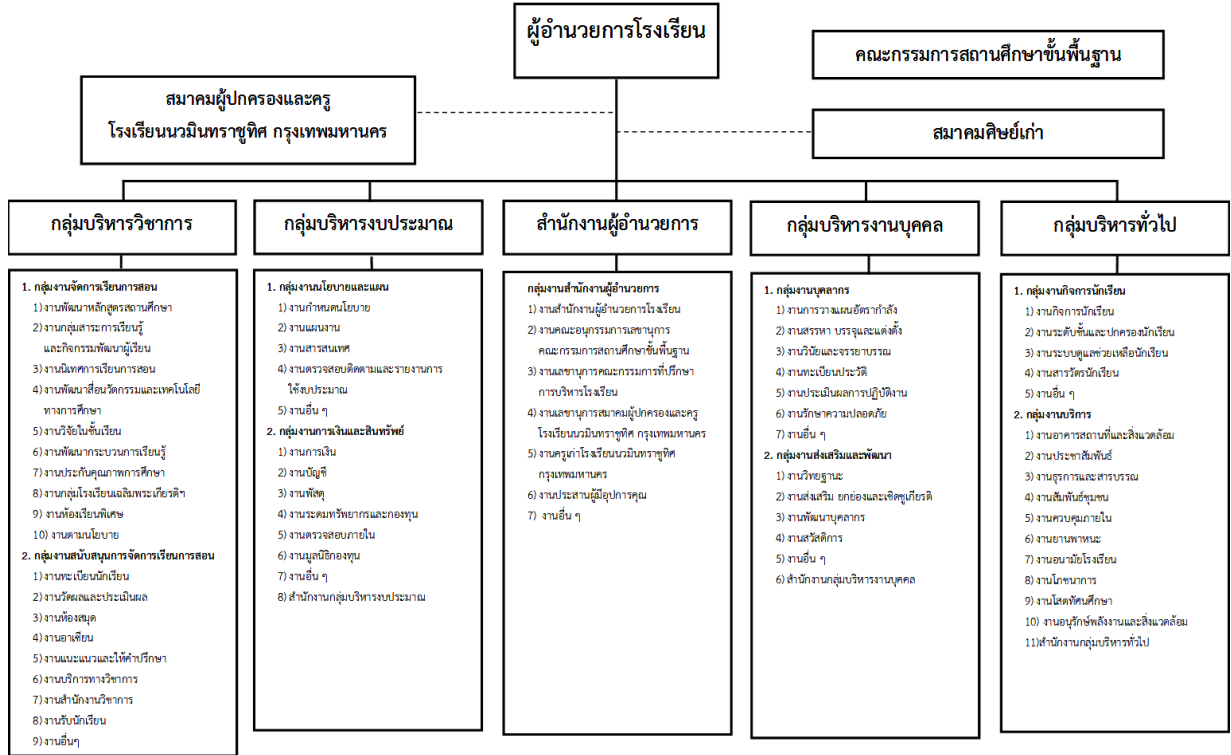 ผู้อำนวยการโรงเรียน
คณะกรรมการสถานศึกษาขั้นพื้นฐาน
สมาคมผู้ปกครองและครู
โรงเรียนนวมินทราชูทิศ กรุงเทพมหานคร
สมาคมศิษย์เก่า
กลุ่มบริหารวิชาการ
1. กลุ่มงานจัดการเรียนการสอน
1) งานพัฒนาหลักสูตรสถานศึกษา
2) งานกลุ่มสาระการเรียนรู้
และกิจกรรมพัฒนาผู้เรียน
3) งานนิเทศการเรียนการสอน
4) งานพัฒนาสื่อนวัตกรรมและเทคโนโลยี
ทางการศึกษา
5) งานวิจัยในชั้นเรียน
6) งานพัฒนากระบวนการเรียนรู้
7) งานประกันคุณภาพการศึกษา
8) งานกลุ่มโรงเรียนเฉลิมพระเกียรติฯ
9) งานห้องเรียนพิเศษ
10) งานตามนโยบาย
2. กลุ่มงานสนับสนุนการจัดการเรียนการสอน
1) งานทะเบียนนักเรียน
2) งานวัดผลและประเมินผล
3) งานห้องสมุด
4) งานอาเซียน
5) งานแนะแนวและให้คำปรึกษา
6) งานบริการทางวิชาการ
7) งานสำนักงานวิชาการ
8) งานรับนักเรียน
9) งานอื่นๆ
กลุ่มบริหารงบประมาณ
1. กลุ่มงานนโยบายและแผน
1) งานกำหนดนโยบาย
2) งานแผนงาน
3) งานสารสนเทศ
4) งานตรวจสอบติดตามและรายงานการ
ใช้งบประมาณ
5) งานอื่น ๆ
2. กลุ่มงานการเงินและสินทรัพย์
1) งานการเงิน
2) งานบัญชี
3) งานพัสดุ
4) งานระดมทรัพยากรและกองทุน
5) งานตรวจสอบภายใน
6) งานมูลนิธิกองทุน
7) งานอื่น ๆ
8) สำนักงานกลุ่มบริหารงบประมาณ
สำนักงานผู้อำนวยการ
กลุ่มงานสำนักงานผู้อำนวยการ
1) งานสำนักงานผู้อำนวยการโรงเรียน
2) งานคณะอนุกรรมการเลขานุการ
คณะกรรมการสถานศึกษาขั้นพื้นฐาน
3) งานเลขานุการคณะกรรมการที่ปรึกษา
การบริหารโรงเรียน
4) งานเลขานุการสมาคมผู้ปกครองและครู
โรงเรียนนวมินทราชูทิศ กรุงเทพมหานคร
5) งานครูเก่าโรงเรียนนวมินทราชูทิศ
กรุงเทพมหานคร
6) งานประสานผู้มีอุปการคุณ
7) งานอื่น ๆ
กลุ่มบริหารงานบุคคล
1. กลุ่มงานบุคลากร
1) งานการวางแผนอัตรากำลัง
2) งานสรรหา บรรจุและแต่งตั้ง
3) งานวินัยและจรรยาบรรณ
4) งานทะเบียนประวัติ
5) งานประเมินผลการปฏิบัติงาน
6) งานรักษาความปลอดภัย
7) งานอื่น ๆ
2. กลุ่มงานส่งเสริมและพัฒนา
1) งานวิทยฐานะ
2) งานส่งเสริม ยกย่องและเชิดชูเกียรติ
3) งานพัฒนาบุคลากร
4) งานสวัสดิการ
5) งานอื่น ๆ
6) สำนักงานกลุ่มบริหารงานบุคคล
กลุ่มบริหารทั่วไป
1. กลุ่มงานกิจการนักเรียน
1) งานกิจการนักเรียน
2) งานระดับชั้นและปกครองนักเรียน
3) งานระบบดูแลช่วยเหลือนักเรียน
4) งานสารวัตรนักเรียน
5) งานอื่น ๆ
2. กลุ่มงานบริการ
1) งานอาคารสถานที่และสิ่งแวดล้อม
2) งานประชาสัมพันธ์
3) งานธุรการและสารบรรณ
4) งานสัมพันธ์ชุมชน
5) งานควบคุมภายใน
6) งานยานพาหนะ
7) งานอนามัยโรงเรียน
8) งานโภชนาการ
9) งานโสตทัศนศึกษา
10) งานอนุรักษ์พลังงานและสิ่งแวดล้อม
11)สำนักงานกลุ่มบริหารทั่วไป